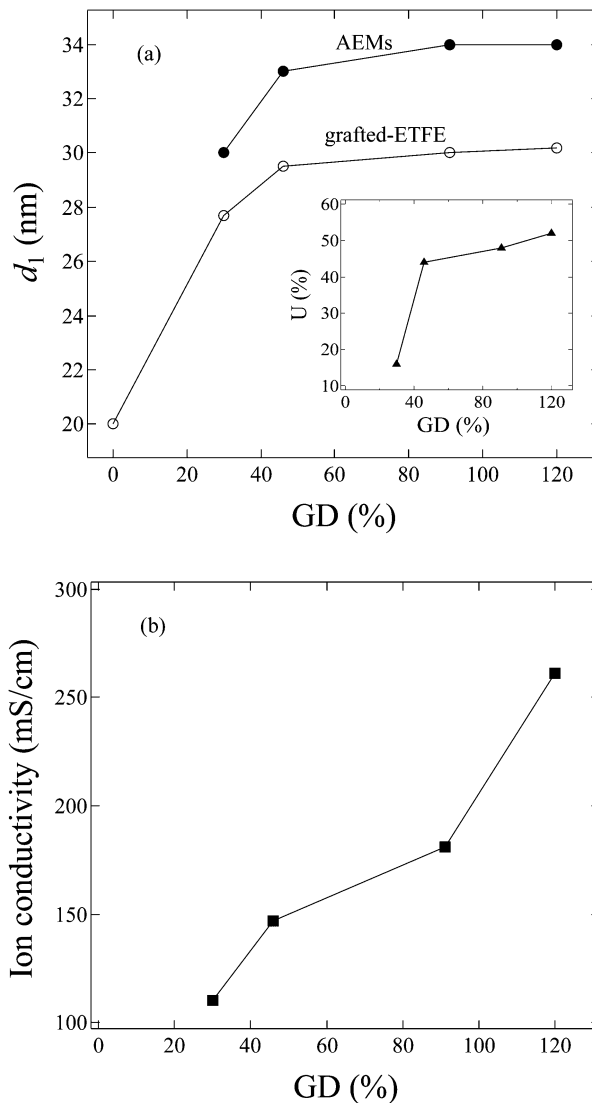 34
(a)
AEMs
32
grafted-ETFE
30
28
26
24
22
20
d1 (nm)
60
50
40
30
20
10
U (%)
0 40 80 120
GD (%)
0 20 40 60 80 100 120
GD (%)
300
(b)
250
200
150
100
Ion conductivity (mS/cm)
0 20 40 60 80 100 120
GD (%)